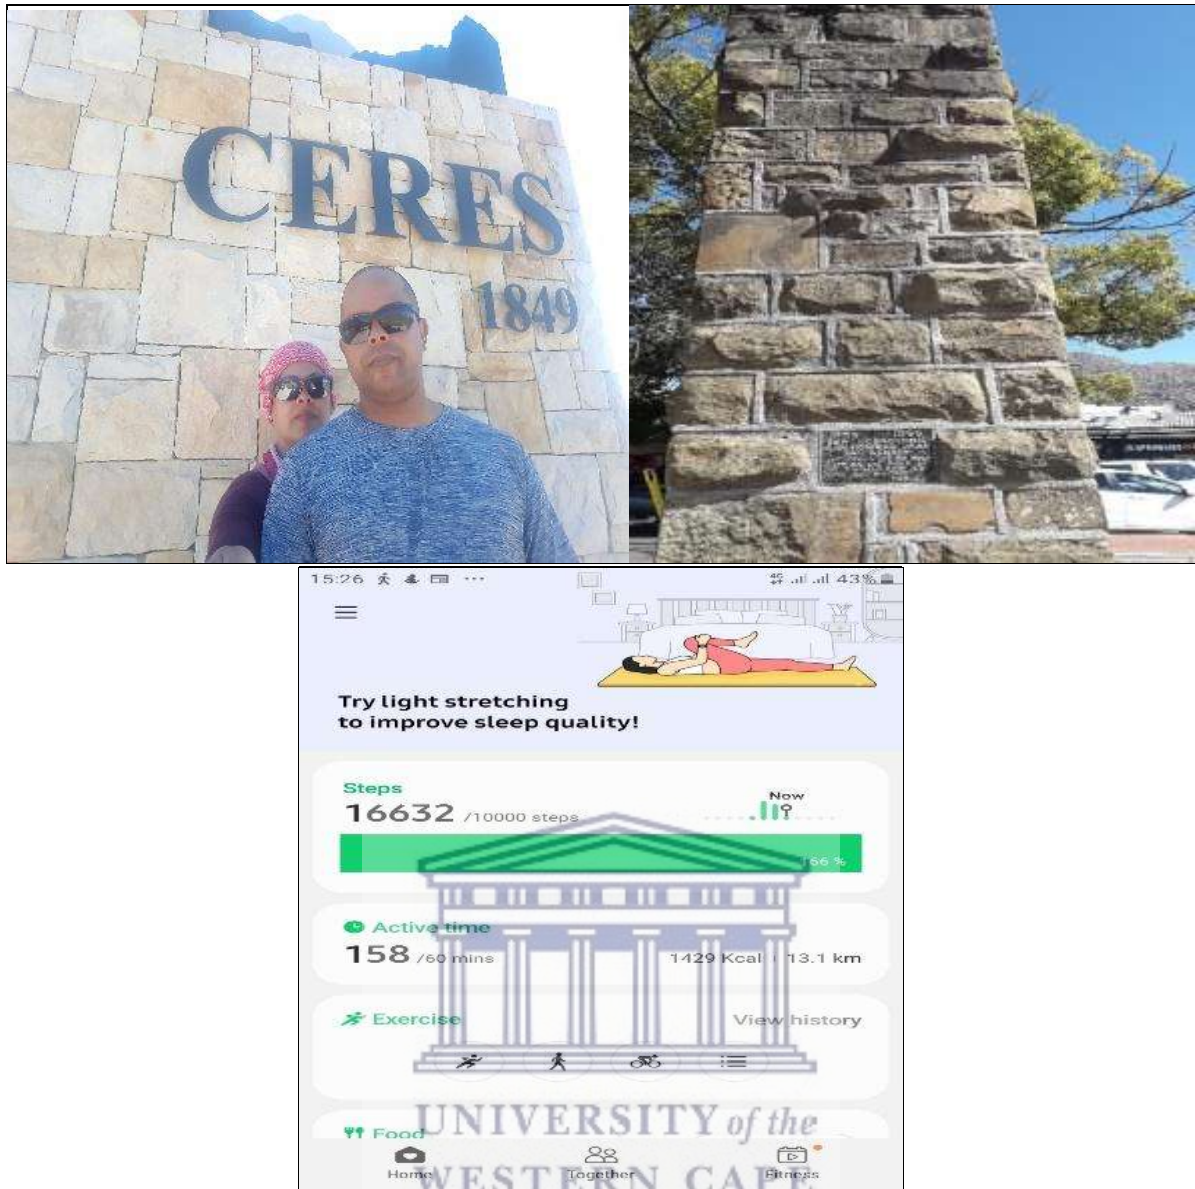 CERES
1849
15:26 ... 4G 43%
Try light stretching
to improve sleep quality!
Steps
Now
16632 /10000 steps
166 %
Active time
158 /60 mins 1429 Kcal | 13.1 km
Exercise View history
Food
UNIVERSITY of the
Home Together Fitness
WESTERN CAPE